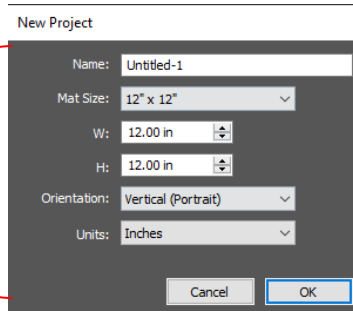 New Project
Name: Untitled-1
Mat Size: 12" x 12"
W: 12.00 in
H: 12.00 in
Orientation: Vertical (Portrait)
Units: Inches
Cancel OK